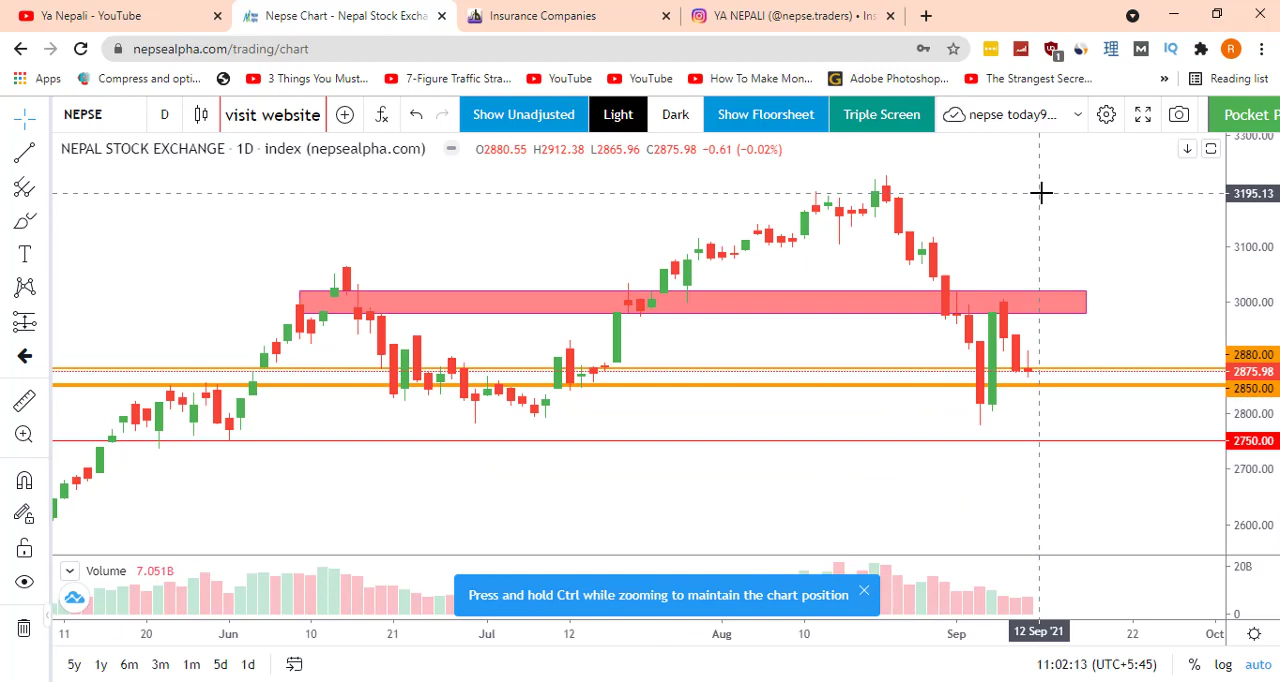 Ya Nepali - YouTube
Nepse Chart - Nepal Stock Excha
Insurance Companies
YA NEPALI (@nepse.traders) • Ins
nepsealpha.com/trading/chart
Apps
Compress and opti...
3 Things You Must...
7-Figure Traffic Stra...
YouTube
YouTube
How To Make Mon...
Adobe Photoshop...
The Strangest Secre...
Reading list
NEPSE
D
visit website
Show Unadjusted
Light
Dark
Show Floorsheet
Triple Screen
nepse today9...
Pocket P
NEPAL STOCK EXCHANGE · 1D · index (nepsealpha.com)
O2880.55 H2912.38 L2865.96 C2875.98 −0.61 (−0.02%)
3300.00
3195.13
3100.00
3000.00
2880.00
2875.98
2850.00
2800.00
2750.00
2700.00
2600.00
Volume 7.051B
20B
0
Press and hold Ctrl while zooming to maintain the chart position
11
20
Jun
10
21
Jul
12
Aug
10
Sep
12 Sep '21
22
Oct
5y 1y 6m 3m 1m 5d 1d
11:02:13 (UTC+5:45)
% log auto